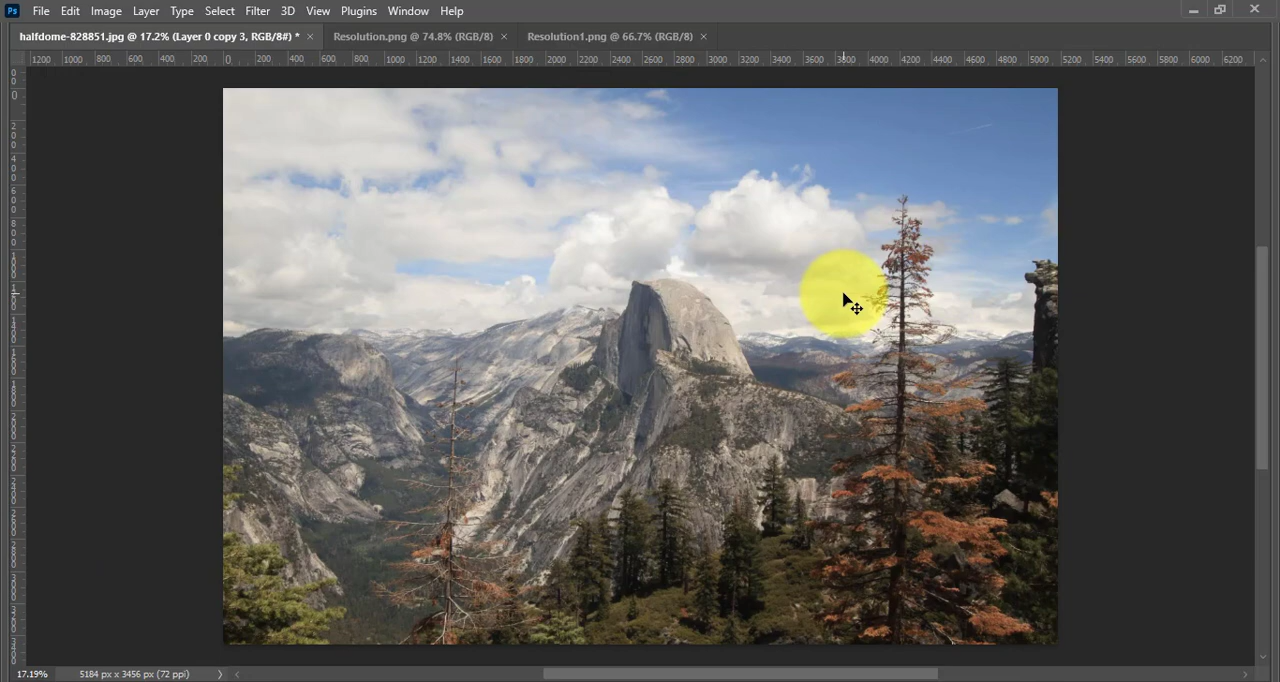 Ps File Edit Image Layer Type Select Filter 3D View Plugins Window Help
halfdome-828851.jpg @ 17.2% (Layer 0 copy 3, RGB/8#) * × Resolution.png @ 74.8% (RGB/8) × Resolution1.png @ 66.7% (RGB/8) ×
1200 1000 800 600 400 200 0 200 400 600 800 1000 1200 1400 1600 1800 2000 2200 2400 2600 2800 3000 3200 3400 3600 3800 4000 4200 4400 4600 4800 5000 5200 5400 5600 5800 6000 6200
17.19% 5184 px x 3456 px (72 ppi)